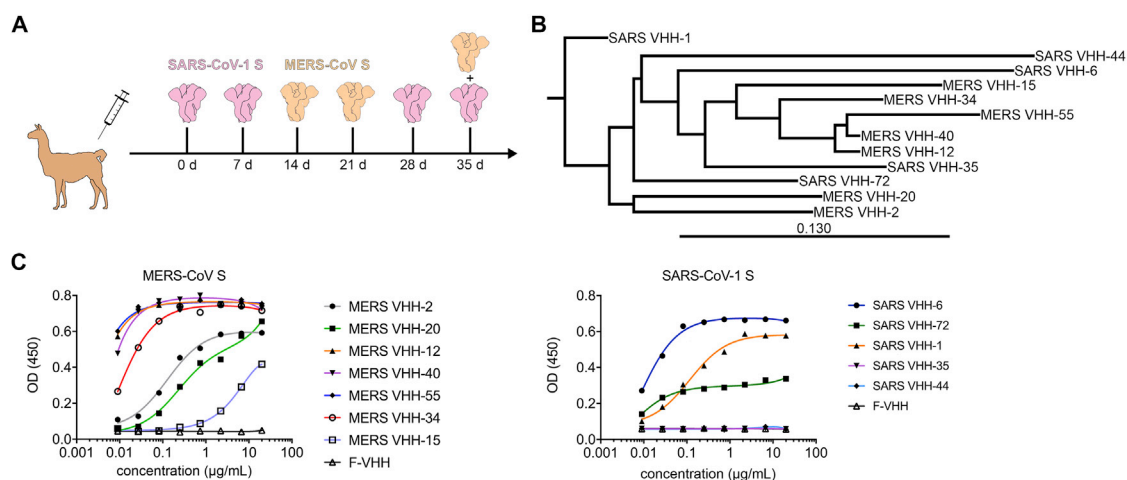 A
SARS-CoV-1 S MERS-CoV S
+
0 d 7 d 14 d 21 d 28 d 35 d
B
SARS VHH-1
SARS VHH-44
SARS VHH-6
MERS VHH-15
MERS VHH-34
MERS VHH-55
MERS VHH-40
MERS VHH-12
SARS VHH-35
SARS VHH-72
MERS VHH-20
MERS VHH-2
0.130
C
MERS-CoV S
OD (450)
0.8
0.6
0.4
0.2
0.0
0.001 0.01 0.1 1 10 100
concentration (µg/mL)
MERS VHH-2
MERS VHH-20
MERS VHH-12
MERS VHH-40
MERS VHH-55
MERS VHH-34
MERS VHH-15
F-VHH
SARS-CoV-1 S
OD (450)
0.8
0.6
0.4
0.2
0.0
0.001 0.01 0.1 1 10 100
concentration (µg/mL)
SARS VHH-6
SARS VHH-72
SARS VHH-1
SARS VHH-35
SARS VHH-44
F-VHH